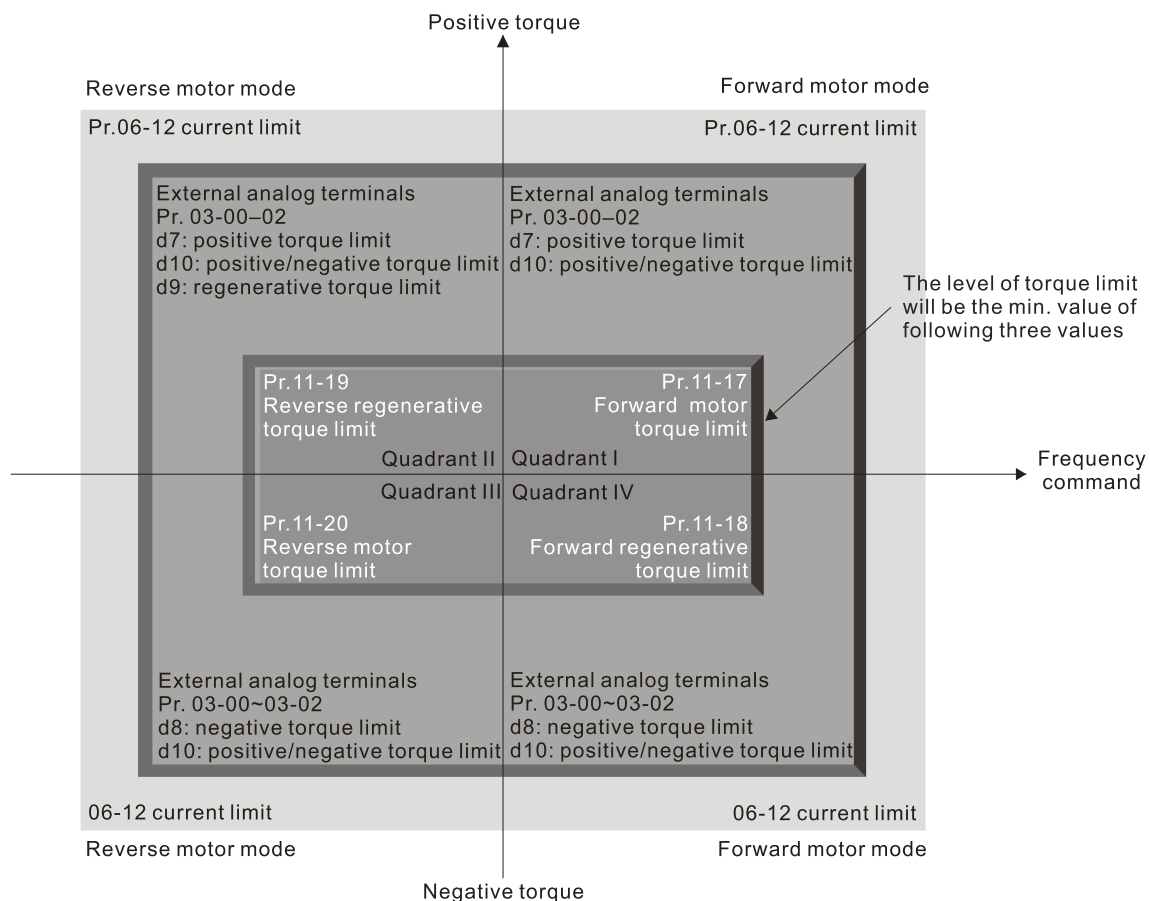 Positive torque
Reverse motor mode
Forward motor mode
Pr.06-12 current limit
Pr.06-12 current limit
External analog terminals
Pr. 03-00–02
d7: positive torque limit
d10: positive/negative torque limit
d9: regenerative torque limit
External analog terminals
Pr. 03-00–02
d7: positive torque limit
d10: positive/negative torque limit
The level of torque limit
will be the min. value of
following three values
Pr.11-19
Reverse regenerative
torque limit
Pr.11-17
Forward motor
torque limit
Quadrant II
Quadrant I
Frequency
command
Quadrant III
Quadrant IV
Pr.11-20
Reverse motor
torque limit
Pr.11-18
Forward regenerative
torque limit
External analog terminals
Pr. 03-00~03-02
d8: negative torque limit
d10: positive/negative torque limit
External analog terminals
Pr. 03-00~03-02
d8: negative torque limit
d10: positive/negative torque limit
06-12 current limit
06-12 current limit
Reverse motor mode
Forward motor mode
Negative torque